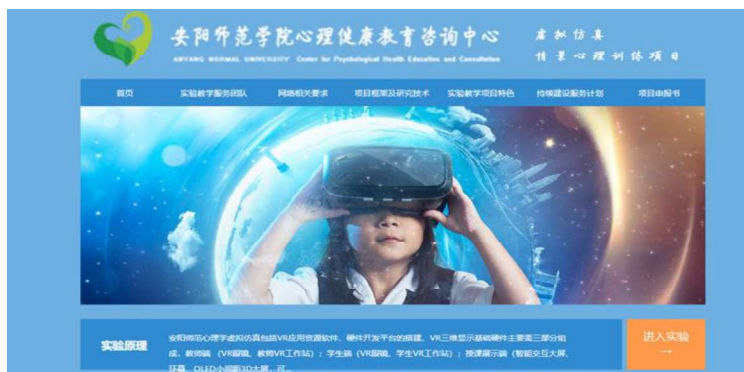 安阳师范学院心理健康教育咨询中心
ANYANG NORMAL UNIVERSITY Center for Psychological Health Education and Consultation
虚拟仿真
情景心理训练项目
首页 实验教学服务团队 网络相关要求 项目框架及研究技术 实验教学项目特色 持续建设服务计划 项目申报书
实验原理
安阳师范心理学虚拟仿真包括VR应用资源软件、硬件开发平台的搭建、VR三维显示基础硬件主要需三部分组
成，教师端 （VR眼镜、教师VR工作站）；学生端（VR眼镜、学生VR工作站）；授课展示端（智能交互大屏、
环幕、OLED小间距3D大屏、可...
进入实验
→